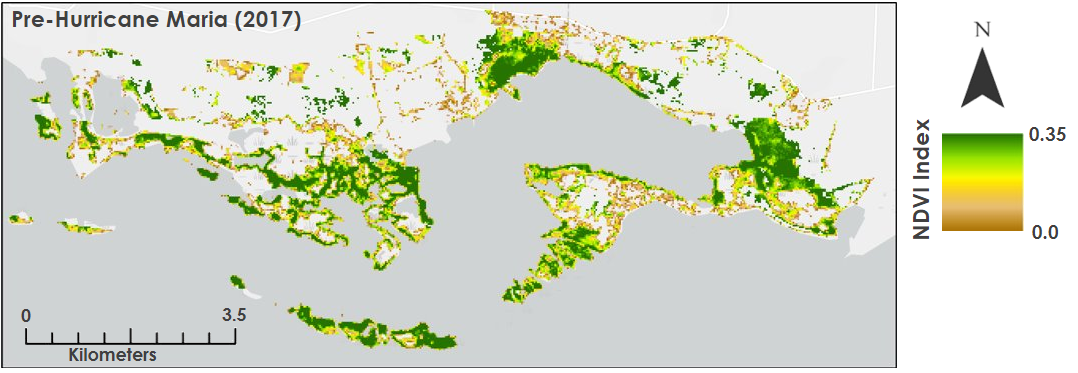 Pre-Hurricane Maria (2017)
N
0.35
NDVI Index
0.0
0
3.5
Kilometers